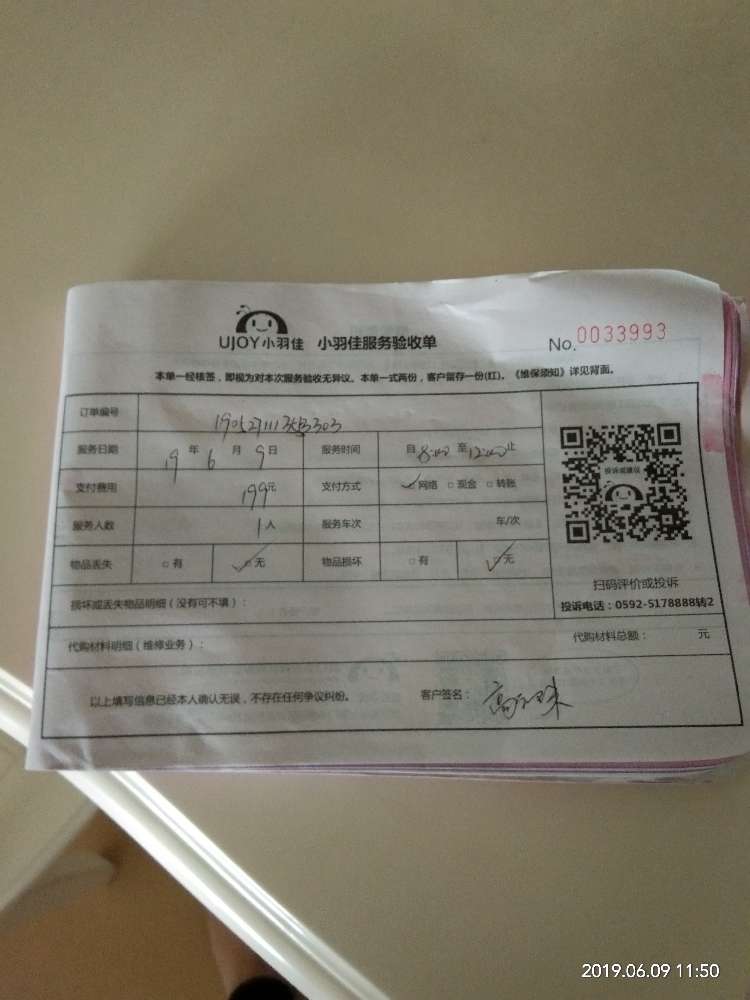 UJOY小羽佳 小羽佳服务验收单 No. 0033993
本单一经核签，即视为对本次服务验收无异议。本单一式两份，客户留存一份(红)。《维保须知》详见背面。
订单编号
服务日期 19 年 6 月 9 日 服务时间 自 8:00 至 12:00 止
支付费用 199 元 支付方式 ✓网络 □现金 □转账
服务人数 1 人 服务车次 车/次
物品丢失 □有 ✓无 物品损坏 □有 ✓无
投诉或建议
扫码评价或投诉
投诉电话：0592-5178888转2
损坏或丢失物品明细（没有可不填）：
代购材料明细（维修业务）： 代购材料总额： 元
以上填写信息已经本人确认无误，不存在任何争议纠纷。 客户签名：
2019.06.09 11:50